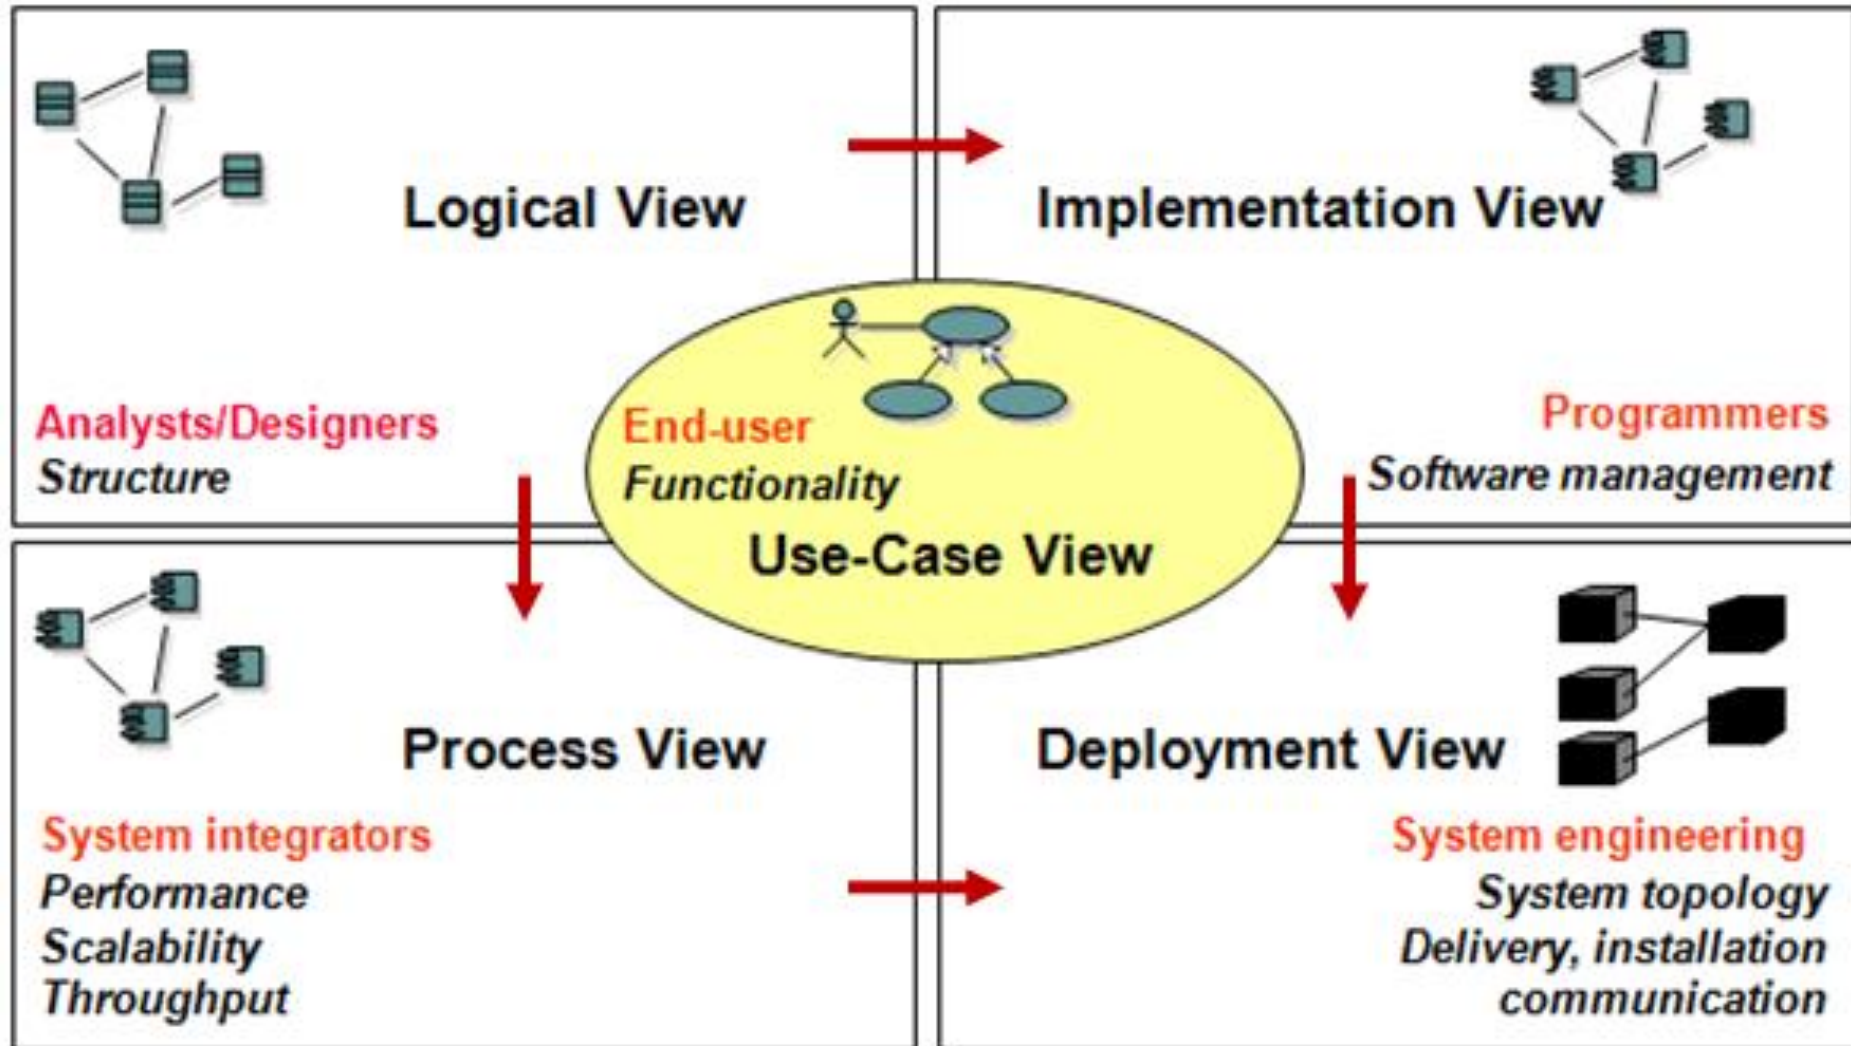 Logical View
Analysts/Designers
Structure
Implementation View
Programmers
Software management
End-user
Functionality
Use-Case View
Process View
System integrators
Performance
Scalability
Throughput
Deployment View
System engineering
System topology
Delivery, installation
communication